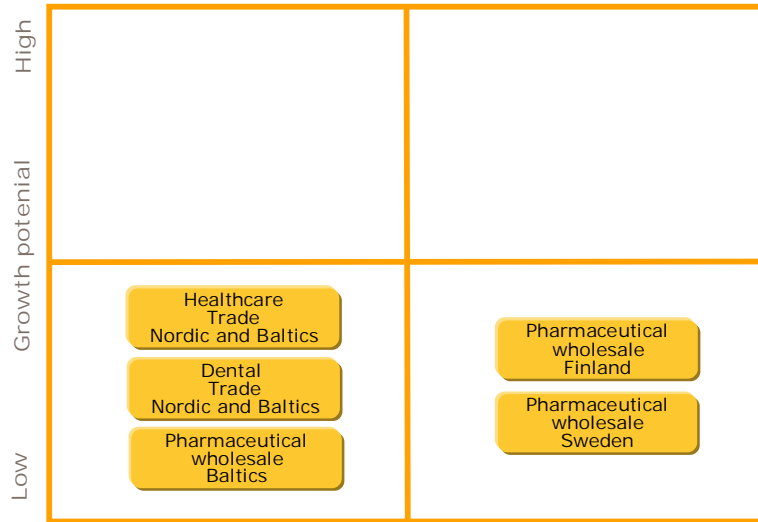 High
Growth potenial
Low
Healthcare
Trade
Nordic and Baltics
Dental
Trade
Nordic and Baltics
Pharmaceutical
wholesale
Baltics
Pharmaceutical
wholesale
Finland
Pharmaceutical
wholesale
Sweden